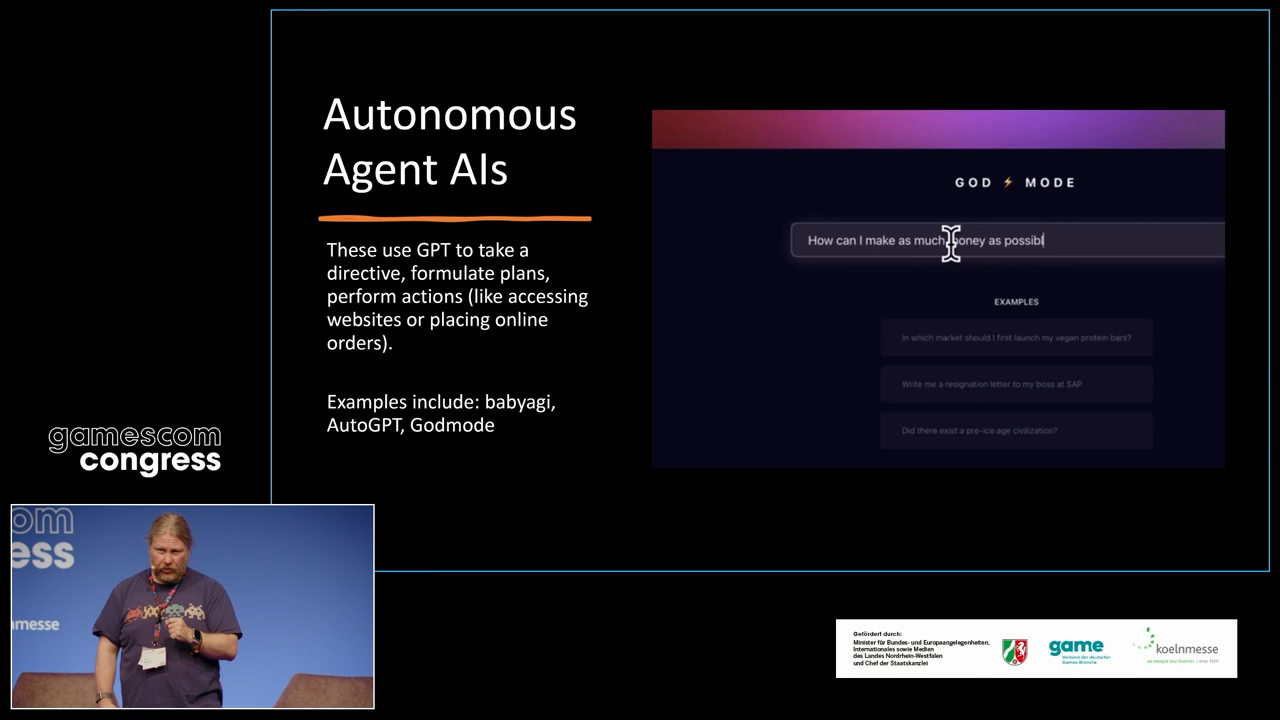 Autonomous
Agent AIs
These use GPT to take a
directive, formulate plans,
perform actions (like accessing
websites or placing online
orders).
Examples include: babyagi,
AutoGPT, Godmode
GOD ⚡ MODE
How can I make as much money as possibl
EXAMPLES
In which market should I first launch my vegan protein bars?
Write me a resignation letter to my boss at SAP
Did there exist a pre-ice age civilization?
gamescom
congress
om
ess
nmesse
Gefördert durch:
Minister für Bundes- und Europaangelegenheiten,
Internationales sowie Medien
des Landes Nordrhein-Westfalen
und Chef der Staatskanzlei
game
Verband der deutschen
Games-Branche
koelnmesse